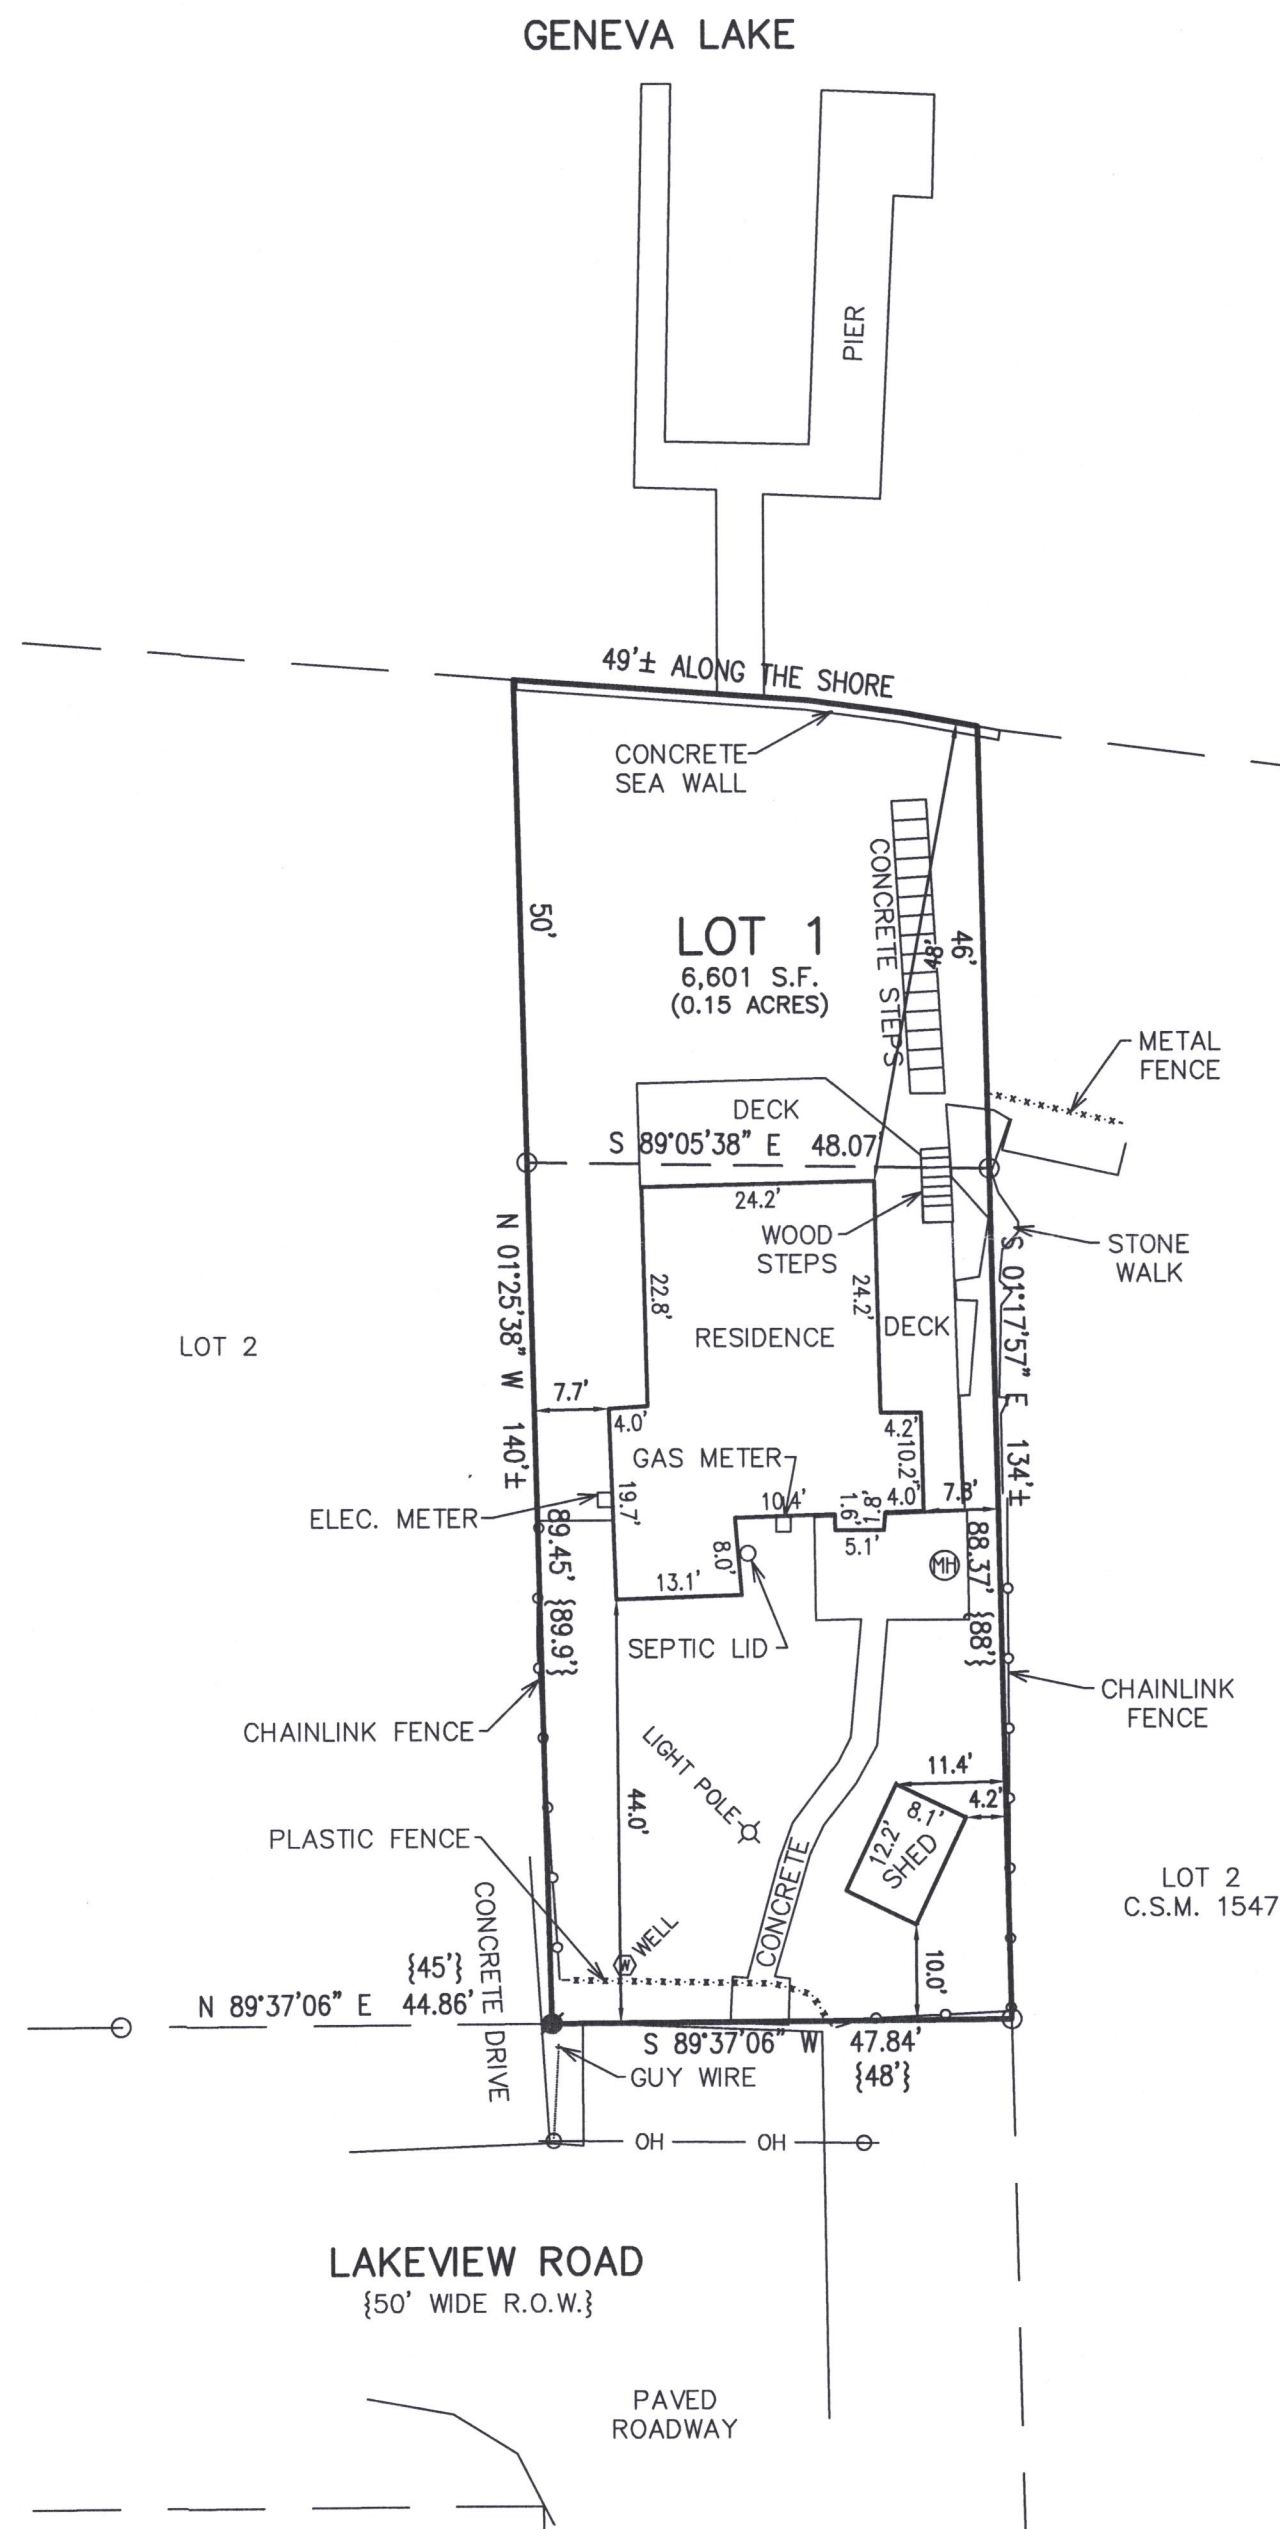 GENEVA LAKE
PIER
49'± ALONG THE SHORE
CONCRETE
SEA WALL
CONCRETE STEPS
50'
LOT 1
6,601 S.F.
(0.15 ACRES)
48'
46'
METAL
FENCE
DECK
S 89°05'38" E 48.07'
24.2'
WOOD
STEPS
STONE
WALK
N 01°25'38" W 140'±
S 01°17'57" E 134'±
22.8'
24.2'
RESIDENCE
DECK
LOT 2
7.7'
4.0'
4.2'
10.2'
GAS METER
19.7'
10.4'
1.6'
1.8'
4.0'
7.8'
ELEC. METER
5.1'
MH
8.0'
89.45' {89.9'}
88.37' {88'}
13.1'
SEPTIC LID
CHAINLINK FENCE
CHAINLINK
FENCE
LIGHT POLE
11.4'
4.2'
44.0'
8.1'
12.2'
SHED
PLASTIC FENCE
CONCRETE
LOT 2
C.S.M. 1547
CONCRETE DRIVE
W
WELL
10.0'
{45'}
N 89°37'06" E 44.86'
S 89°37'06" W 47.84'
{48'}
GUY WIRE
OH
OH
LAKEVIEW ROAD
{50' WIDE R.O.W.}
PAVED
ROADWAY